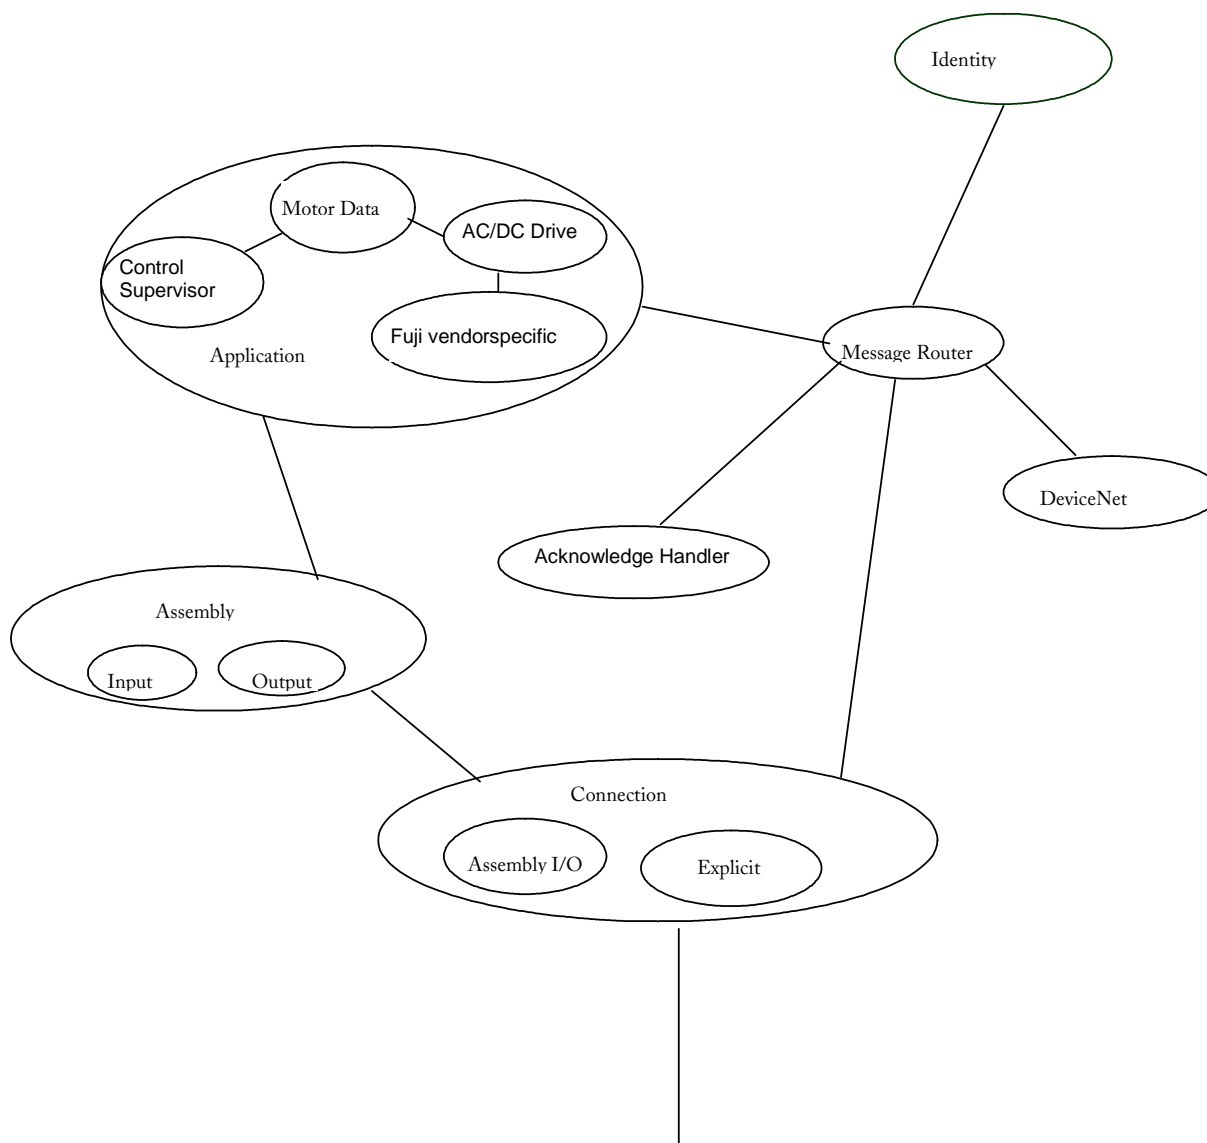 Identity
Motor Data
AC/DC Drive
Control
Supervisor
Fuji vendorspecific
Application
Message Router
DeviceNet
Acknowledge Handler
Assembly
Input
Output
Connection
Assembly I/O
Explicit